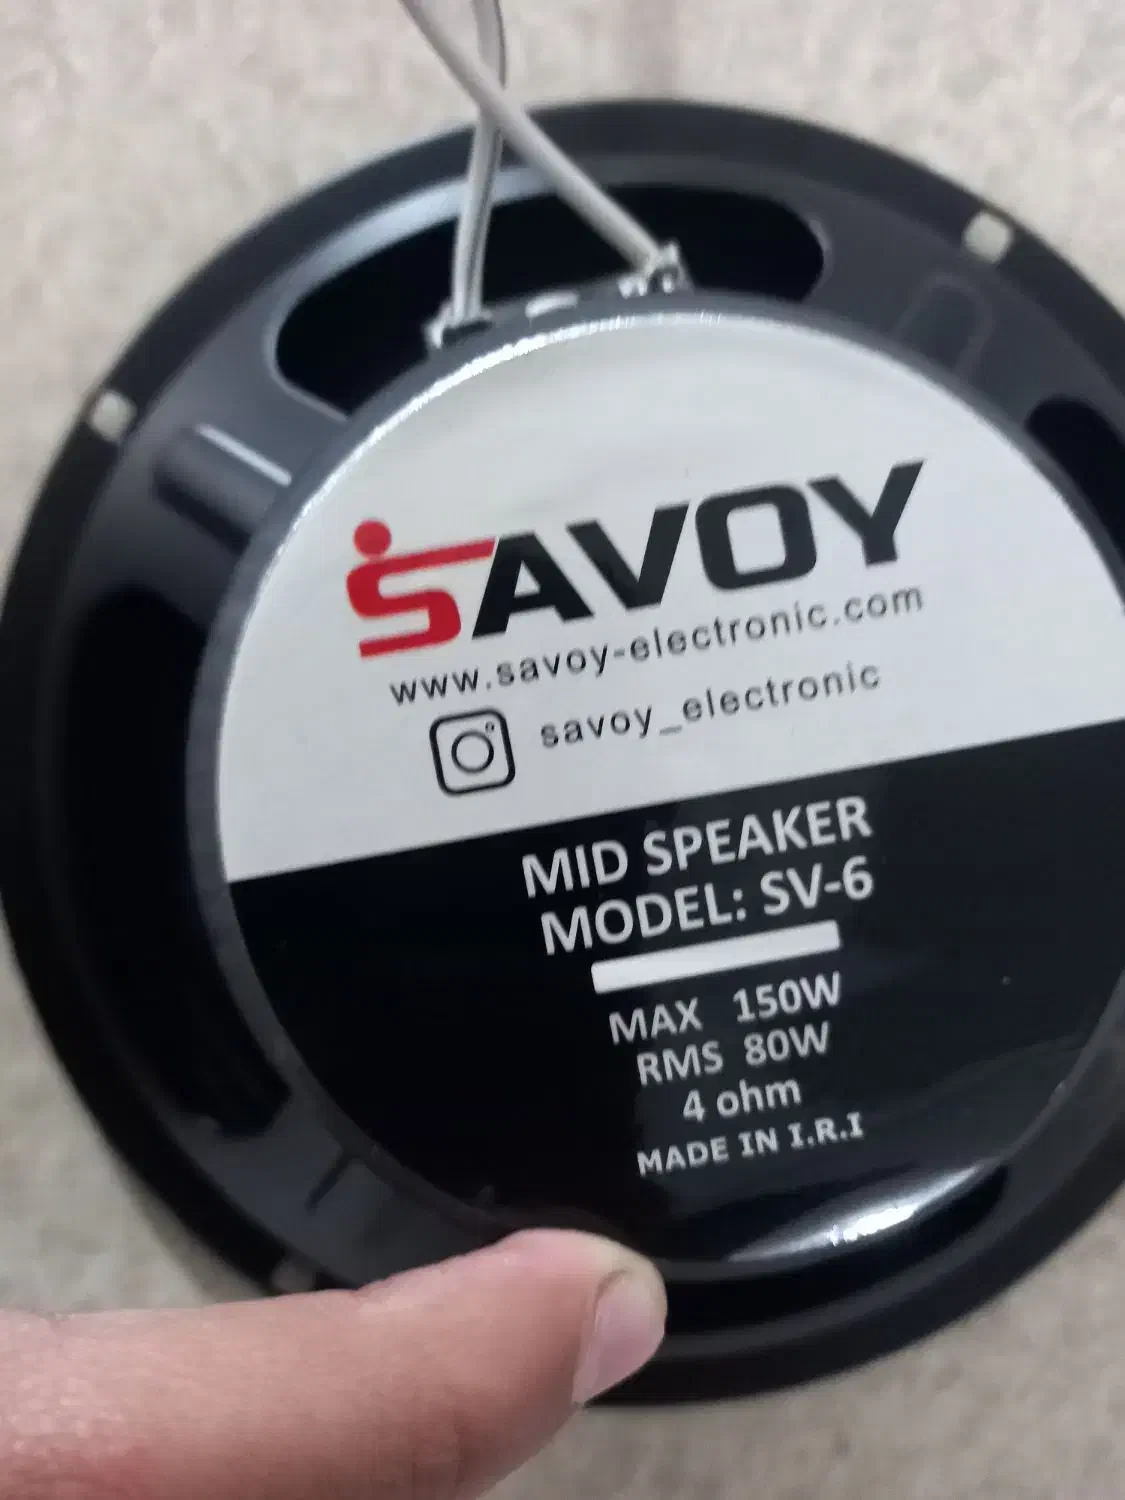 SAVOY
www.savoy-electronic.com
savoy_electronic
MID SPEAKER
MODEL: SV-6
MAX 150W
RMS 80W
4 ohm
MADE IN I.R.I